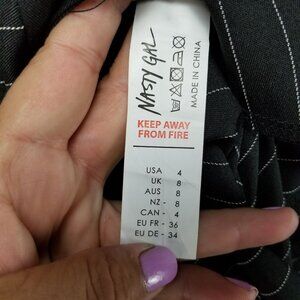 NASTY GAL
MADE IN CHINA
KEEP AWAY
FROM FIRE
USA 4
UK 8
AUS 8
NZ - 8
CAN - 4
EU FR - 36
EU DE - 34